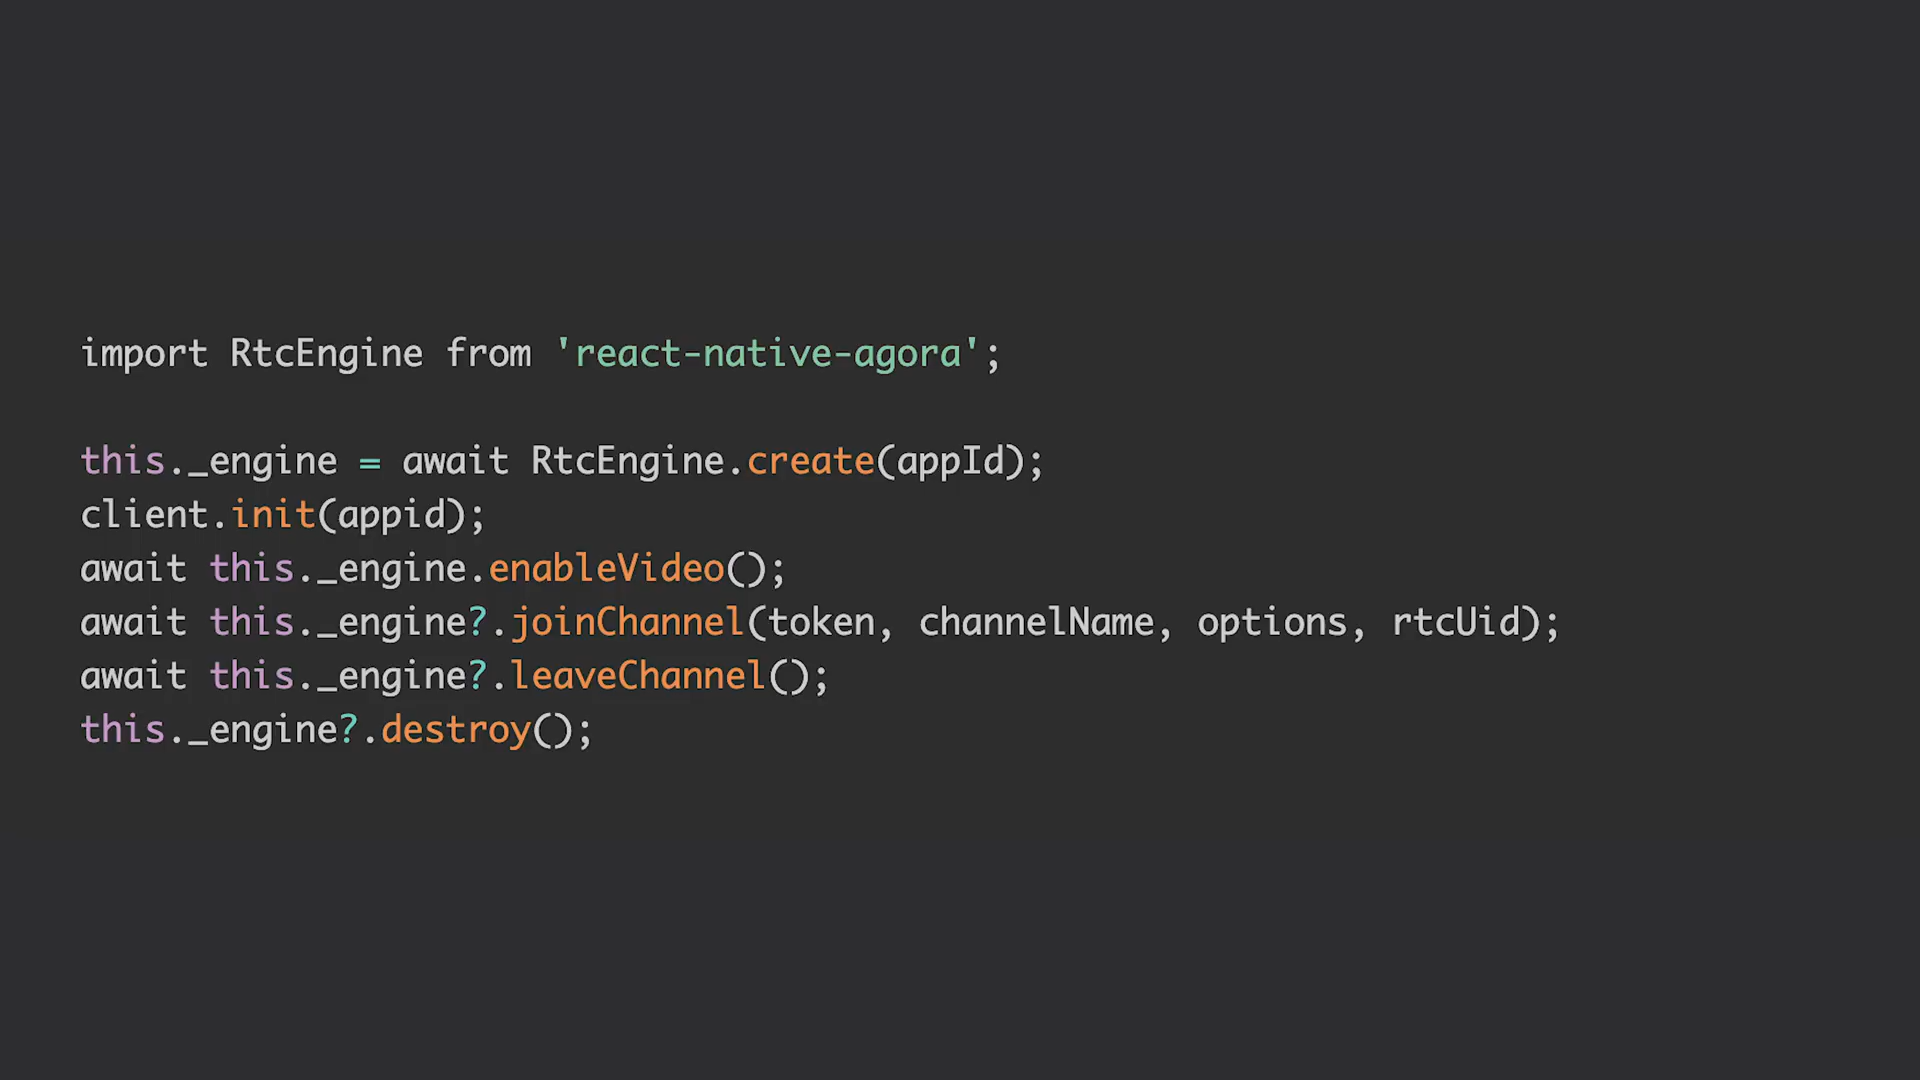 import RtcEngine from 'react-native-agora';
this._engine = await RtcEngine.create(appId);
client.init(appid);
await this._engine.enableVideo();
await this._engine?.joinChannel(token, channelName, options, rtcUid);
await this._engine?.leaveChannel();
this._engine?.destroy();